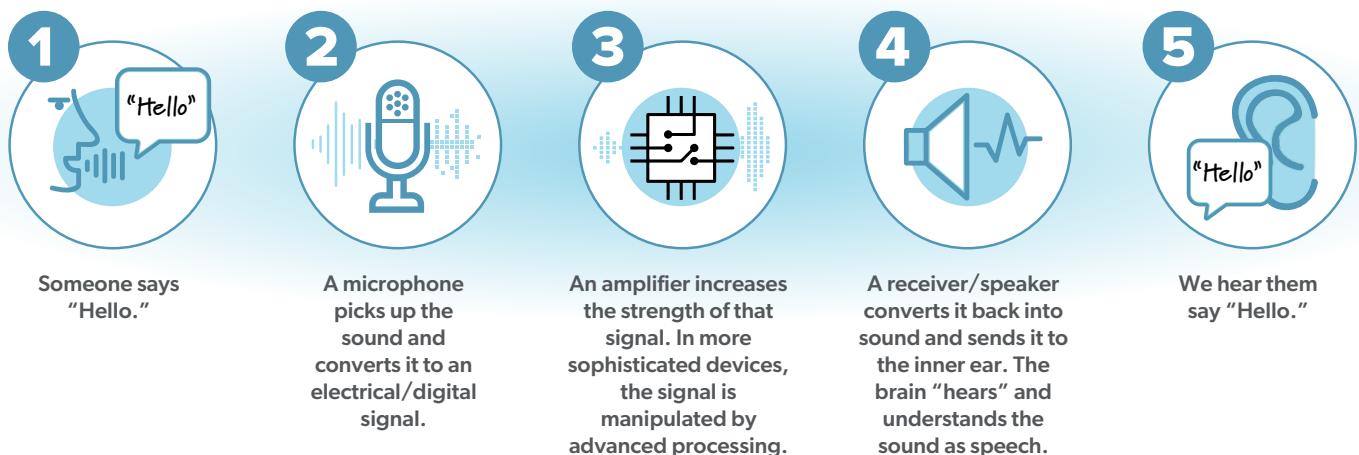 1
"Hello"
Someone says
"Hello."
2
A microphone
picks up the
sound and
converts it to an
electrical/digital
signal.
3
An amplifier increases
the strength of that
signal. In more
sophisticated devices,
the signal is
manipulated by
advanced processing.
4
A receiver/speaker
converts it back into
sound and sends it to
the inner ear. The
brain “hears” and
understands the
sound as speech.
5
"Hello"
We hear them
say “Hello.”